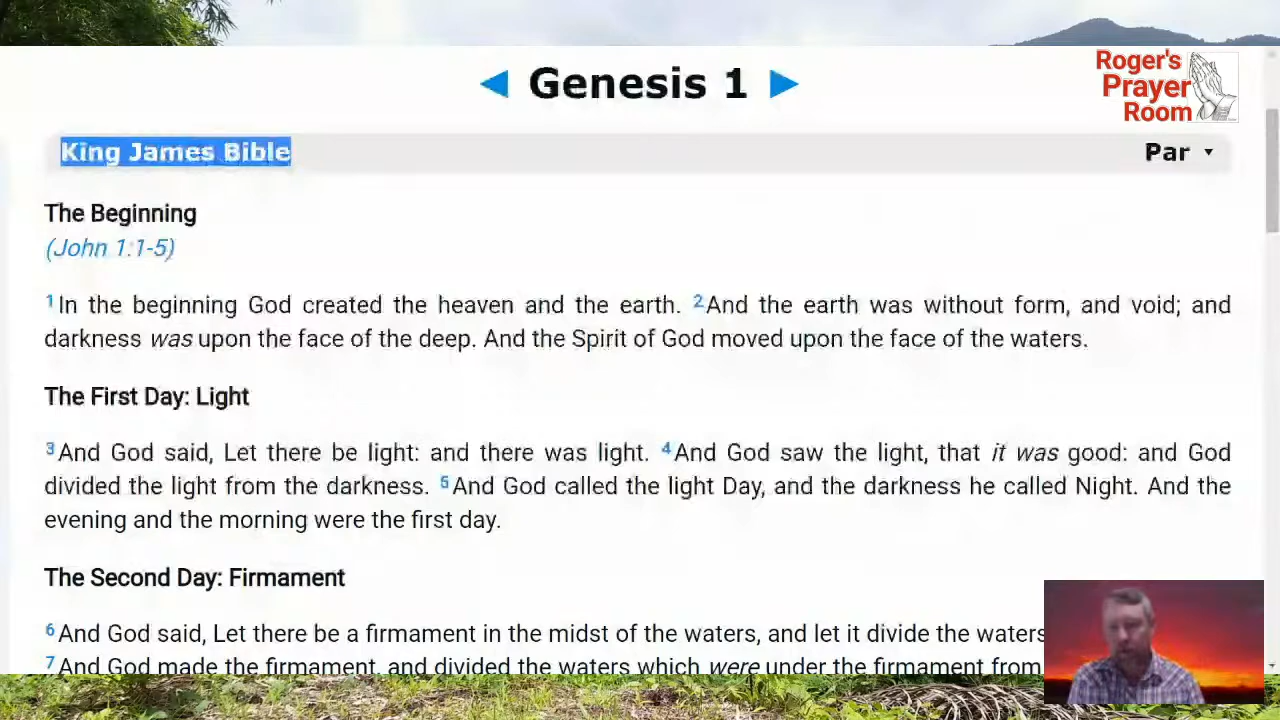 Genesis 1
Roger's
Prayer
Room
King James Bible
Par
The Beginning
(John 1:1-5)
1 In the beginning God created the heaven and the earth. 2 And the earth was without form, and void; and
darkness was upon the face of the deep. And the Spirit of God moved upon the face of the waters.
The First Day: Light
3 And God said, Let there be light: and there was light. 4 And God saw the light, that it was good: and God
divided the light from the darkness. 5 And God called the light Day, and the darkness he called Night. And the
evening and the morning were the first day.
The Second Day: Firmament
6 And God said, Let there be a firmament in the midst of the waters, and let it divide the waters
7 And God made the firmament, and divided the waters which were under the firmament from